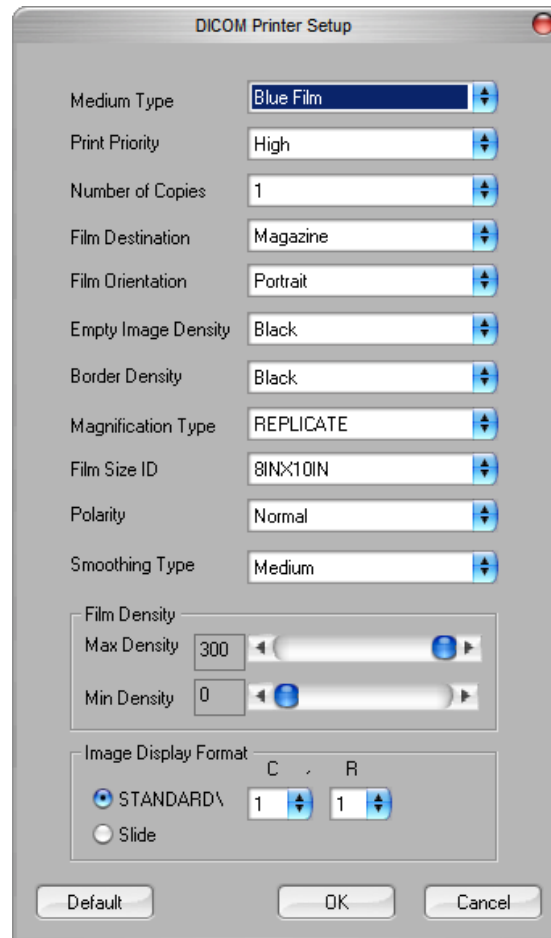 DICOM Printer Setup
Medium Type Blue Film
Print Priority High
Number of Copies 1
Film Destination Magazine
Film Orientation Portrait
Empty Image Density Black
Border Density Black
Magnification Type REPLICATE
Film Size ID 8INX10IN
Polarity Normal
Smoothing Type Medium
Film Density
Max Density 300
Min Density 0
Image Display Format
C , R
STANDARD\ 1 1
Slide
Default OK Cancel